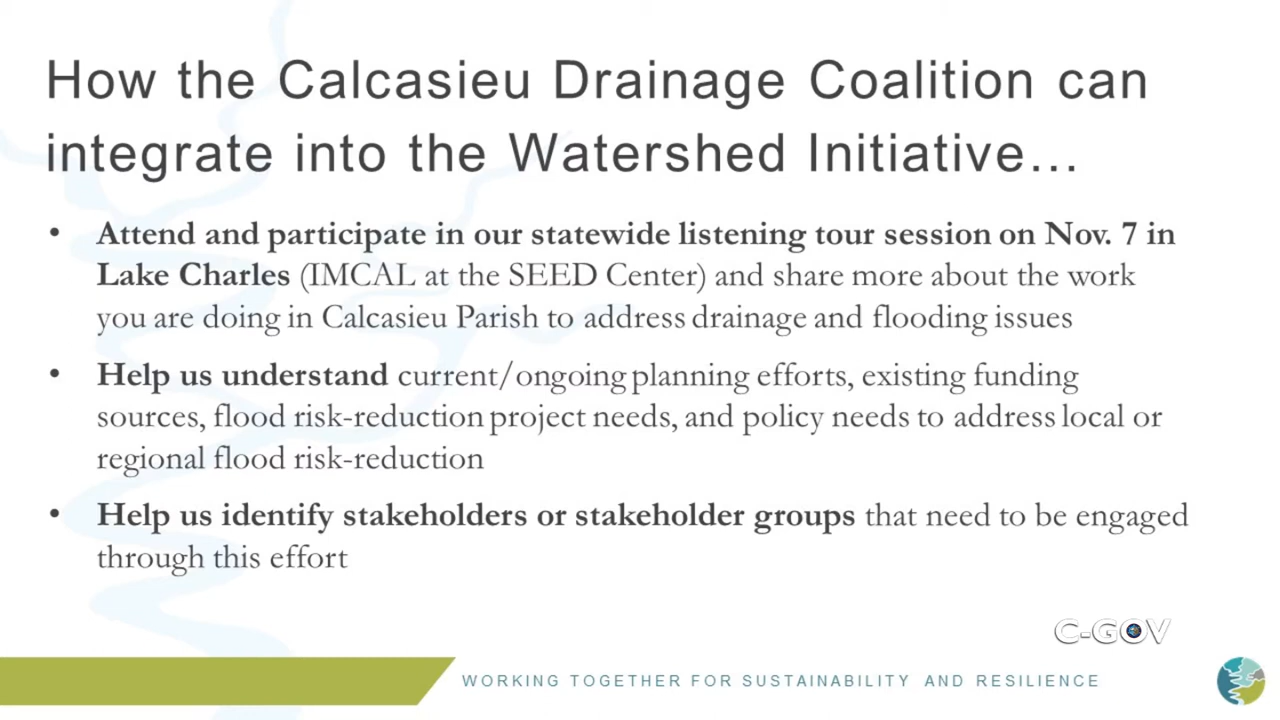 How the Calcasieu Drainage Coalition can
integrate into the Watershed Initiative...
• Attend and participate in our statewide listening tour session on Nov. 7 in
Lake Charles (IMCAL at the SEED Center) and share more about the work
you are doing in Calcasieu Parish to address drainage and flooding issues
• Help us understand current/ongoing planning efforts, existing funding
sources, flood risk-reduction project needs, and policy needs to address local or
regional flood risk-reduction
• Help us identify stakeholders or stakeholder groups that need to be engaged
through this effort
C-GOV
WORKING TOGETHER FOR SUSTAINABILITY AND RESILIENCE